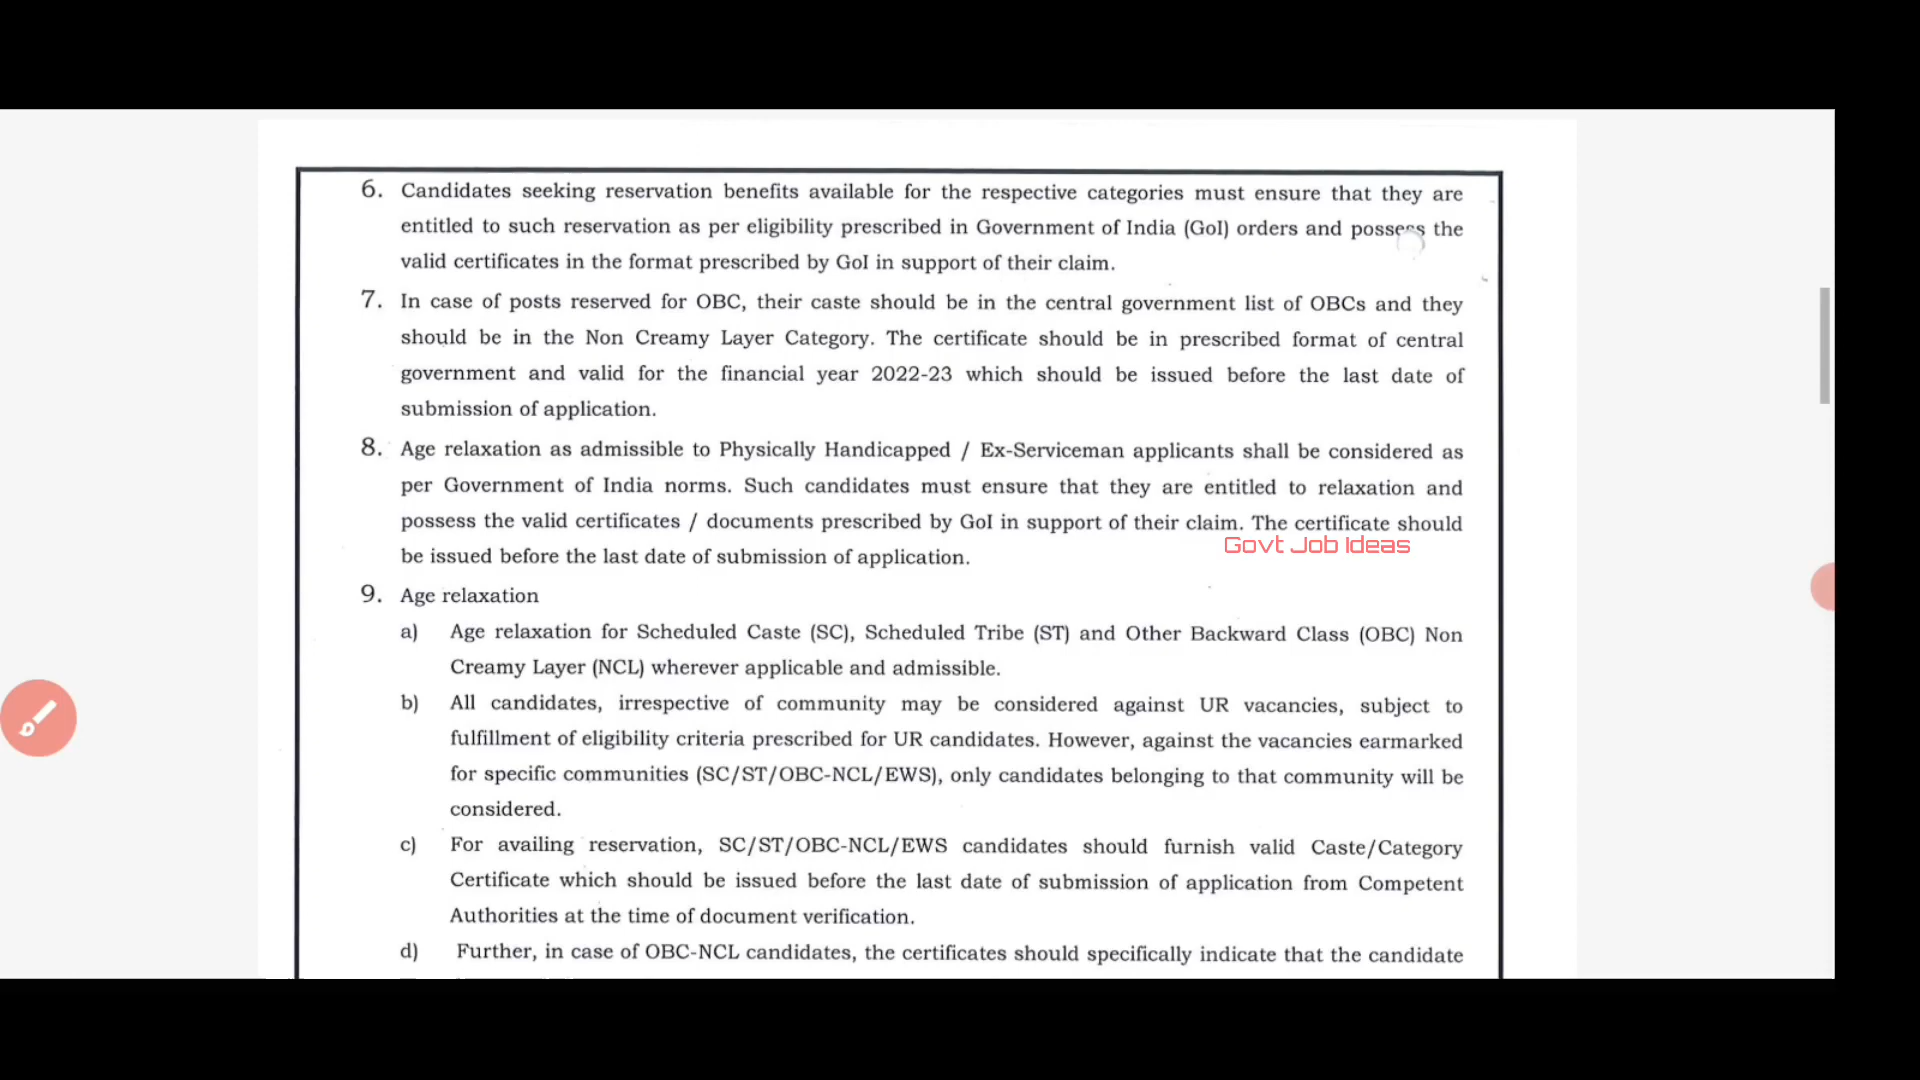 6. Candidates seeking reservation benefits available for the respective categories must ensure that they are
entitled to such reservation as per eligibility prescribed in Government of India (GoI) orders and possess the
valid certificates in the format prescribed by GoI in support of their claim.
7. In case of posts reserved for OBC, their caste should be in the central government list of OBCs and they
should be in the Non Creamy Layer Category. The certificate should be in prescribed format of central
government and valid for the financial year 2022-23 which should be issued before the last date of
submission of application.
8. Age relaxation as admissible to Physically Handicapped / Ex-Serviceman applicants shall be considered as
per Government of India norms. Such candidates must ensure that they are entitled to relaxation and
possess the valid certificates / documents prescribed by GoI in support of their claim. The certificate should
Govt Job Ideas
be issued before the last date of submission of application.
9. Age relaxation
a) Age relaxation for Scheduled Caste (SC), Scheduled Tribe (ST) and Other Backward Class (OBC) Non
Creamy Layer (NCL) wherever applicable and admissible.
b) All candidates, irrespective of community may be considered against UR vacancies, subject to
fulfillment of eligibility criteria prescribed for UR candidates. However, against the vacancies earmarked
for specific communities (SC/ST/OBC-NCL/EWS), only candidates belonging to that community will be
considered.
c) For availing reservation, SC/ST/OBC-NCL/EWS candidates should furnish valid Caste/Category
Certificate which should be issued before the last date of submission of application from Competent
Authorities at the time of document verification.
d) Further, in case of OBC-NCL candidates, the certificates should specifically indicate that the candidate